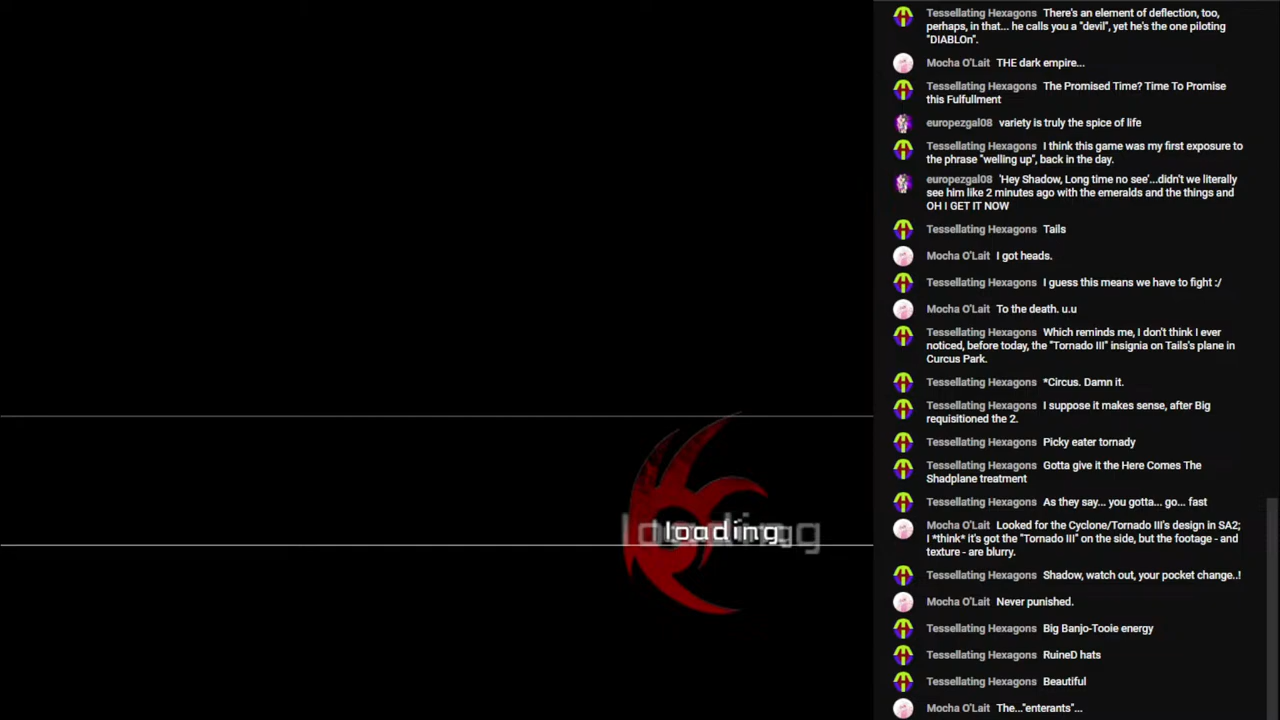 Tessellating Hexagons There's an element of deflection, too,
perhaps, in that... he calls you a "devil", yet he's the one piloting
"DIABLOn".
Mocha O'Lait THE dark empire...
Tessellating Hexagons The Promised Time? Time To Promise
this Fulfullment
europezgal08 variety is truly the spice of life
Tessellating Hexagons I think this game was my first exposure to
the phrase "welling up", back in the day.
europezgal08 'Hey Shadow, Long time no see'...didn't we literally
see him like 2 minutes ago with the emeralds and the things and
OH I GET IT NOW
Tessellating Hexagons Tails
Mocha O'Lait I got heads.
Tessellating Hexagons I guess this means we have to fight :/
Mocha O'Lait To the death. u.u
Tessellating Hexagons Which reminds me, I don't think I ever
noticed, before today, the "Tornado III" insignia on Tails's plane in
Curcus Park.
Tessellating Hexagons *Circus. Damn it.
Tessellating Hexagons I suppose it makes sense, after Big
requisitioned the 2.
Tessellating Hexagons Picky eater tornady
Tessellating Hexagons Gotta give it the Here Comes The
Shadplane treatment
Tessellating Hexagons As they say... you gotta... go... fast
Mocha O'Lait Looked for the Cyclone/Tornado III's design in SA2;
I *think* it's got the "Tornado III" on the side, but the footage - and
texture - are blurry.
Tessellating Hexagons Shadow, watch out, your pocket change..!
Mocha O'Lait Never punished.
Tessellating Hexagons Big Banjo-Tooie energy
Tessellating Hexagons RuineD hats
Tessellating Hexagons Beautiful
Mocha O'Lait The..."enterants"...
loading